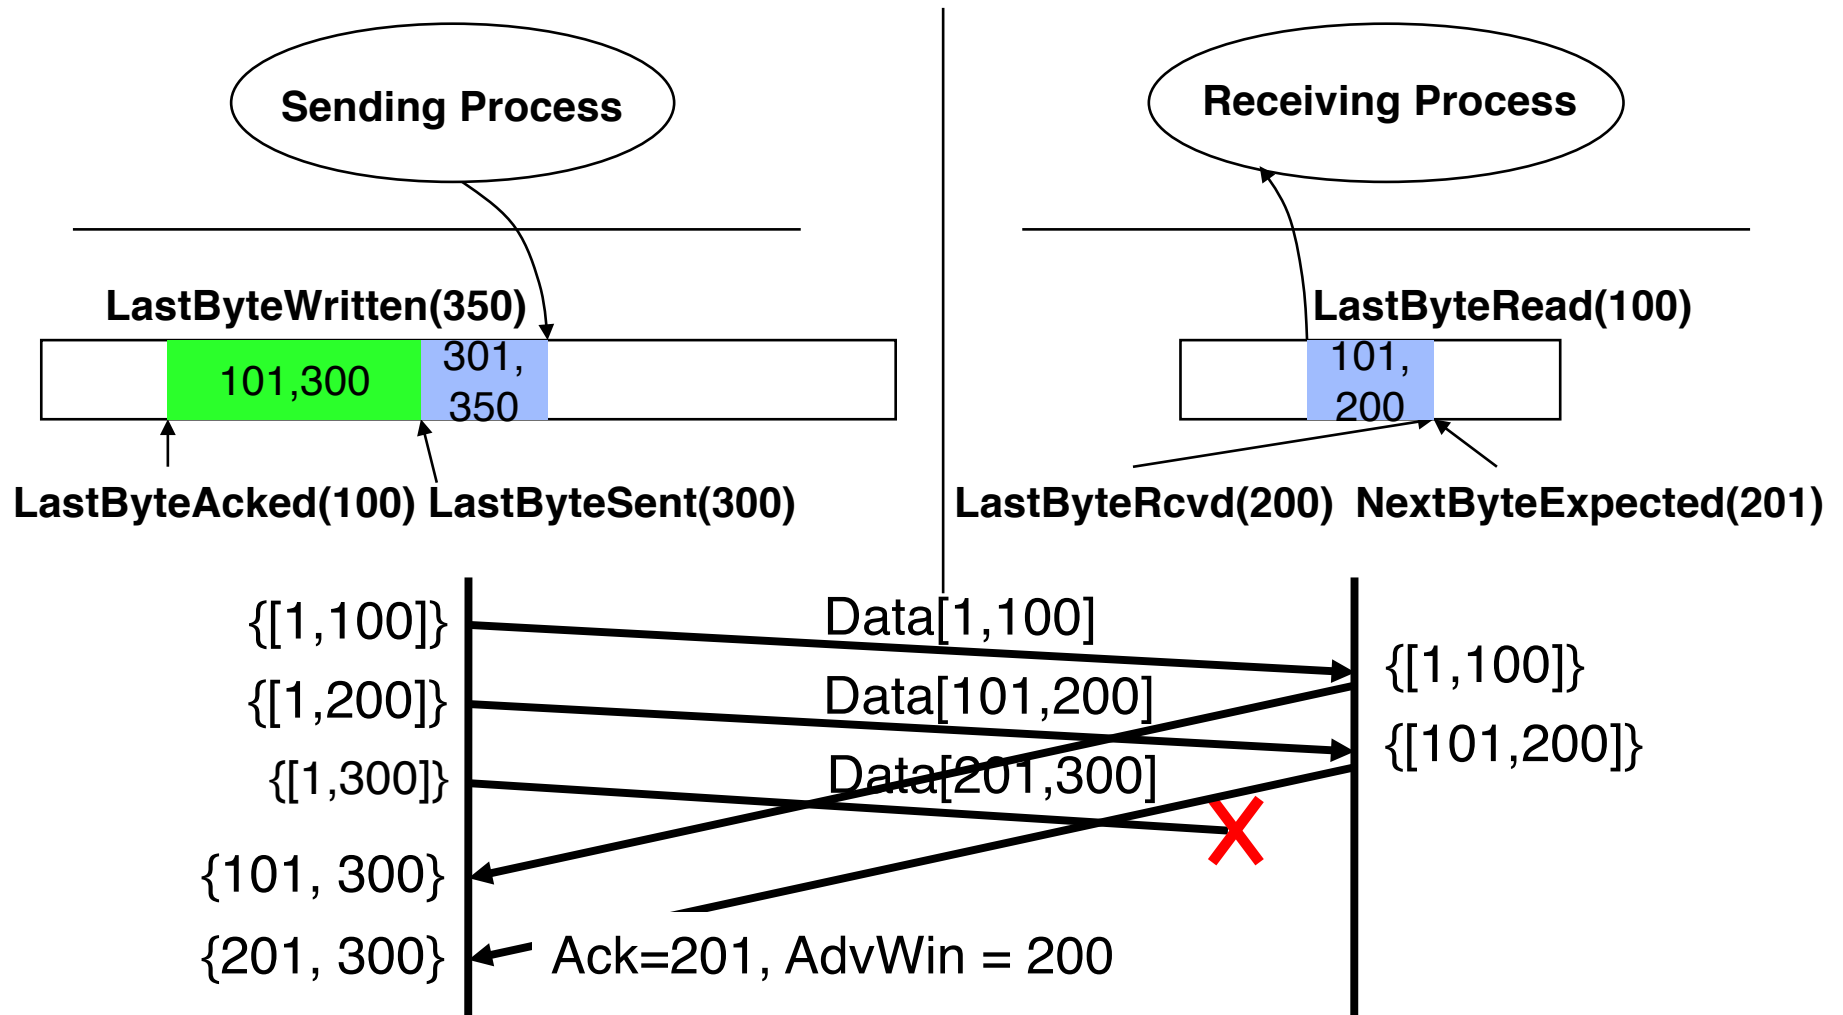 Sending Process
Receiving Process
LastByteWritten(350)
LastByteRead(100)
101,300
301,
350
101,
200
LastByteAcked(100)
LastByteSent(300)
LastByteRcvd(200)
NextByteExpected(201)
{[1,100]}
Data[1,100]
{[1,100]}
{[1,200]}
Data[101,200]
{[101,200]}
{[1,300]}
Data[201,300]
{101, 300}
{201, 300}
Ack=201, AdvWin = 200